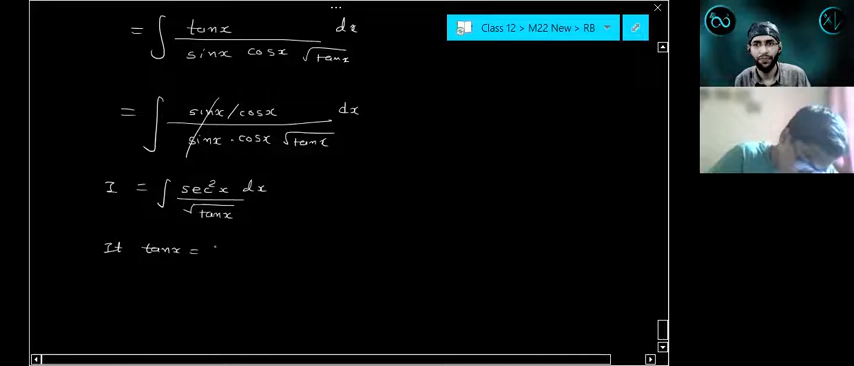 ...
Class 12 > M22 New > RB
= ∫ tanx / (sinx cosx √tanx) dx
= ∫ (sinx/cosx) / (sinx . cosx √tanx) dx
I = ∫ sec²x / √tanx dx
It tanx =